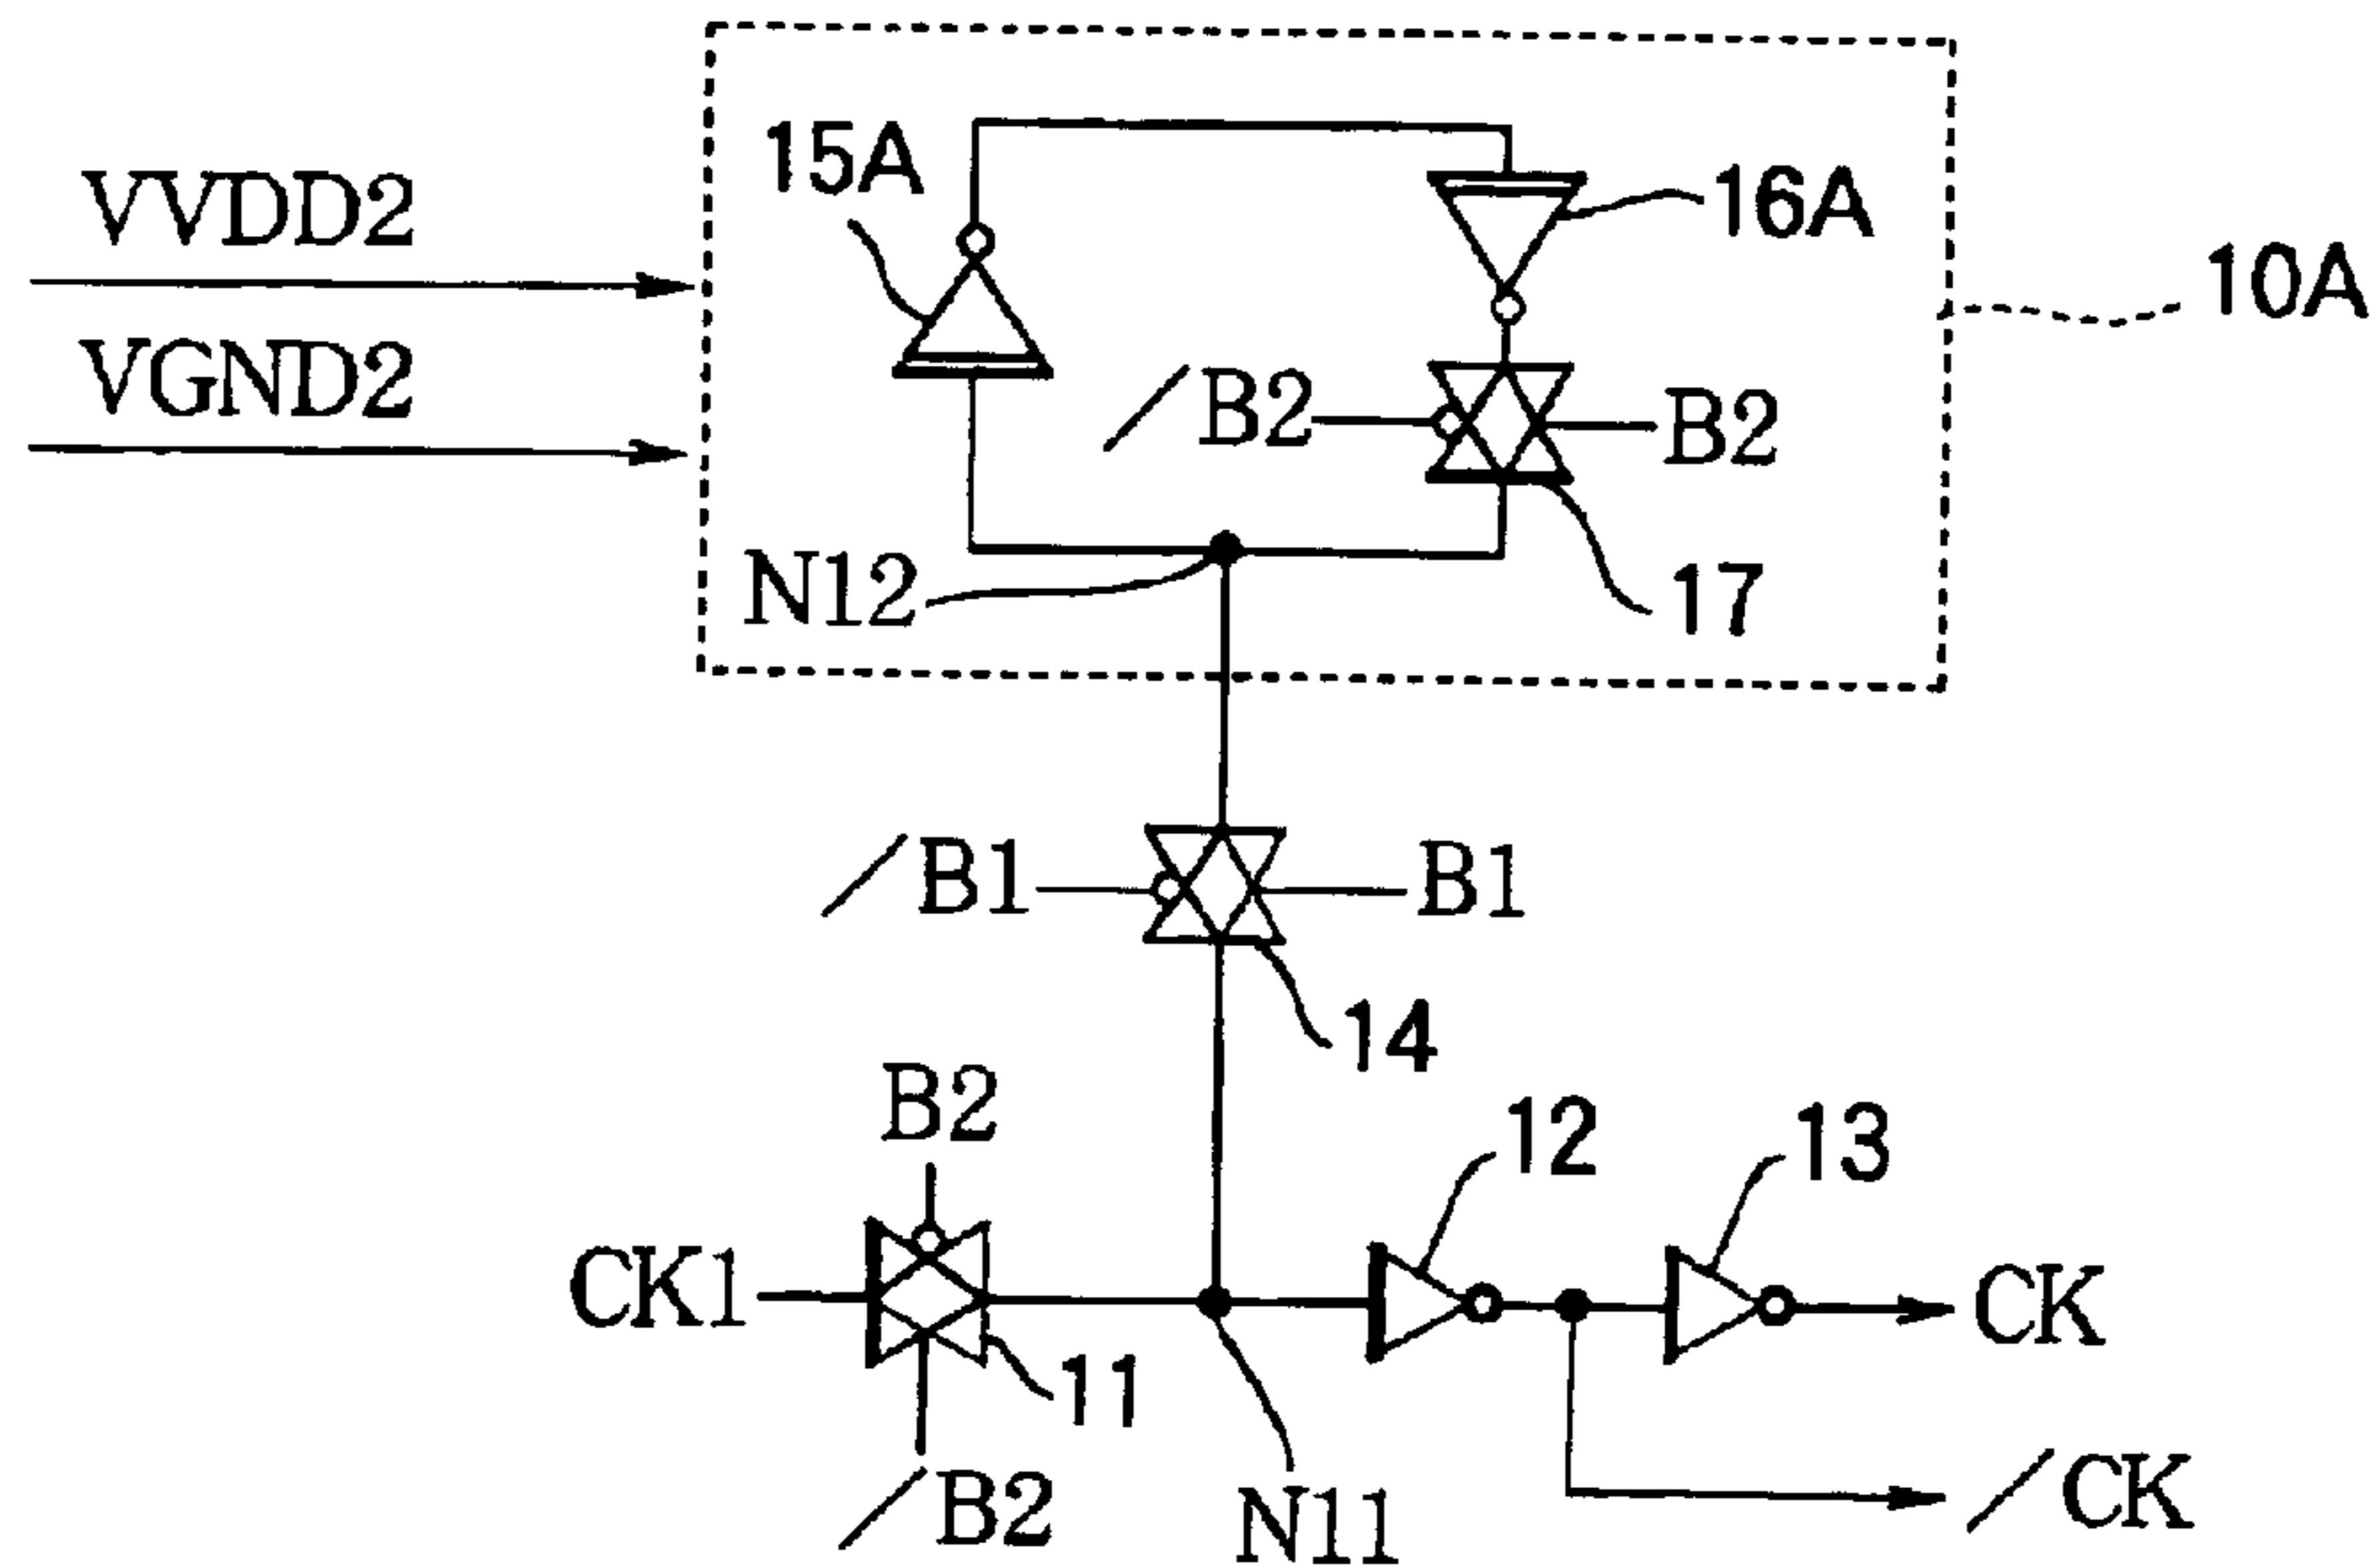 15A
16A
VVDD2
10A
VGND2
/B2
B2
N12
17
/B1
B1
14
B2
12
13
CK1
CK
11
/B2
N11
/CK